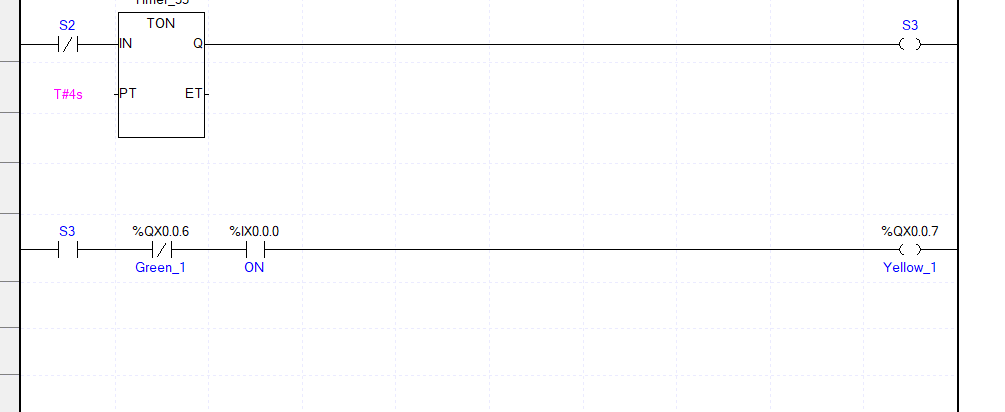 S2 TON S3
IN Q
T#4s PT ET
S3 %QX0.0.6 %IX0.0.0 %QX0.0.7
Green_1 ON Yellow_1